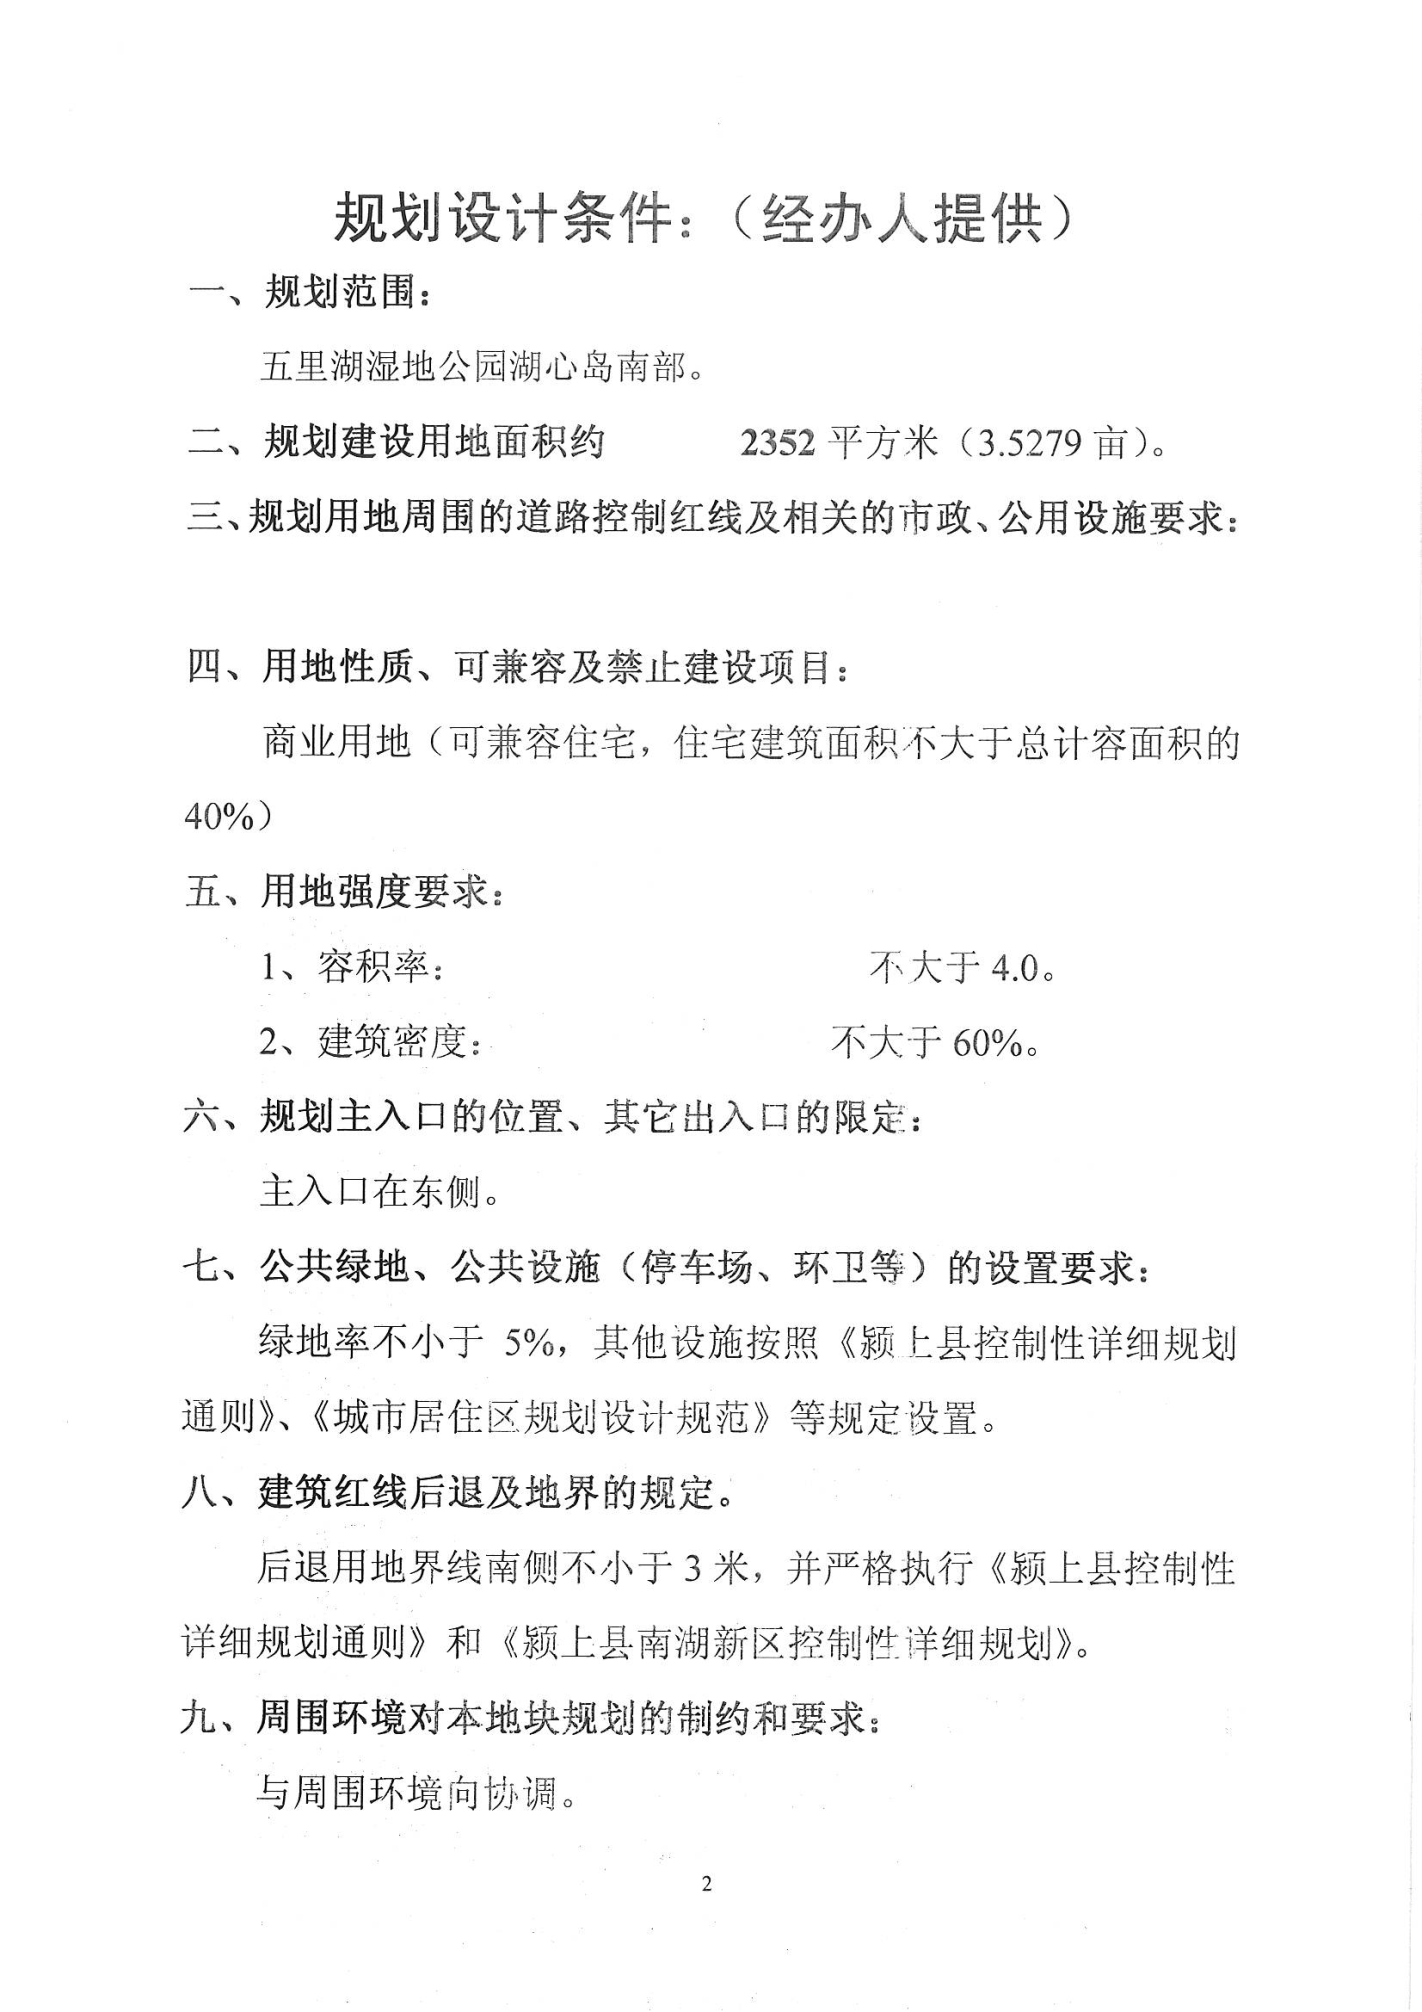 规划设计条件：（经办人提供）
一、规划范围：
五里湖湿地公园湖心岛南部。
二、规划建设用地面积约 2352 平方米（3.5279 亩）。
三、规划用地周围的道路控制红线及相关的市政、公用设施要求：
四、用地性质、可兼容及禁止建设项目：
商业用地（可兼容住宅，住宅建筑面积不大于总计容面积的
40%）
五、用地强度要求：
1、容积率： 不大于 4.0。
2、建筑密度： 不大于 60%。
六、规划主入口的位置、其它出入口的限定：
主入口在东侧。
七、公共绿地、公共设施（停车场、环卫等）的设置要求：
绿地率不小于 5%，其他设施按照《颍上县控制性详细规划
通则》、《城市居住区规划设计规范》等规定设置。
八、建筑红线后退及地界的规定。
后退用地界线南侧不小于 3 米，并严格执行《颍上县控制性
详细规划通则》和《颍上县南湖新区控制性详细规划》。
九、周围环境对本地块规划的制约和要求：
与周围环境向协调。
2